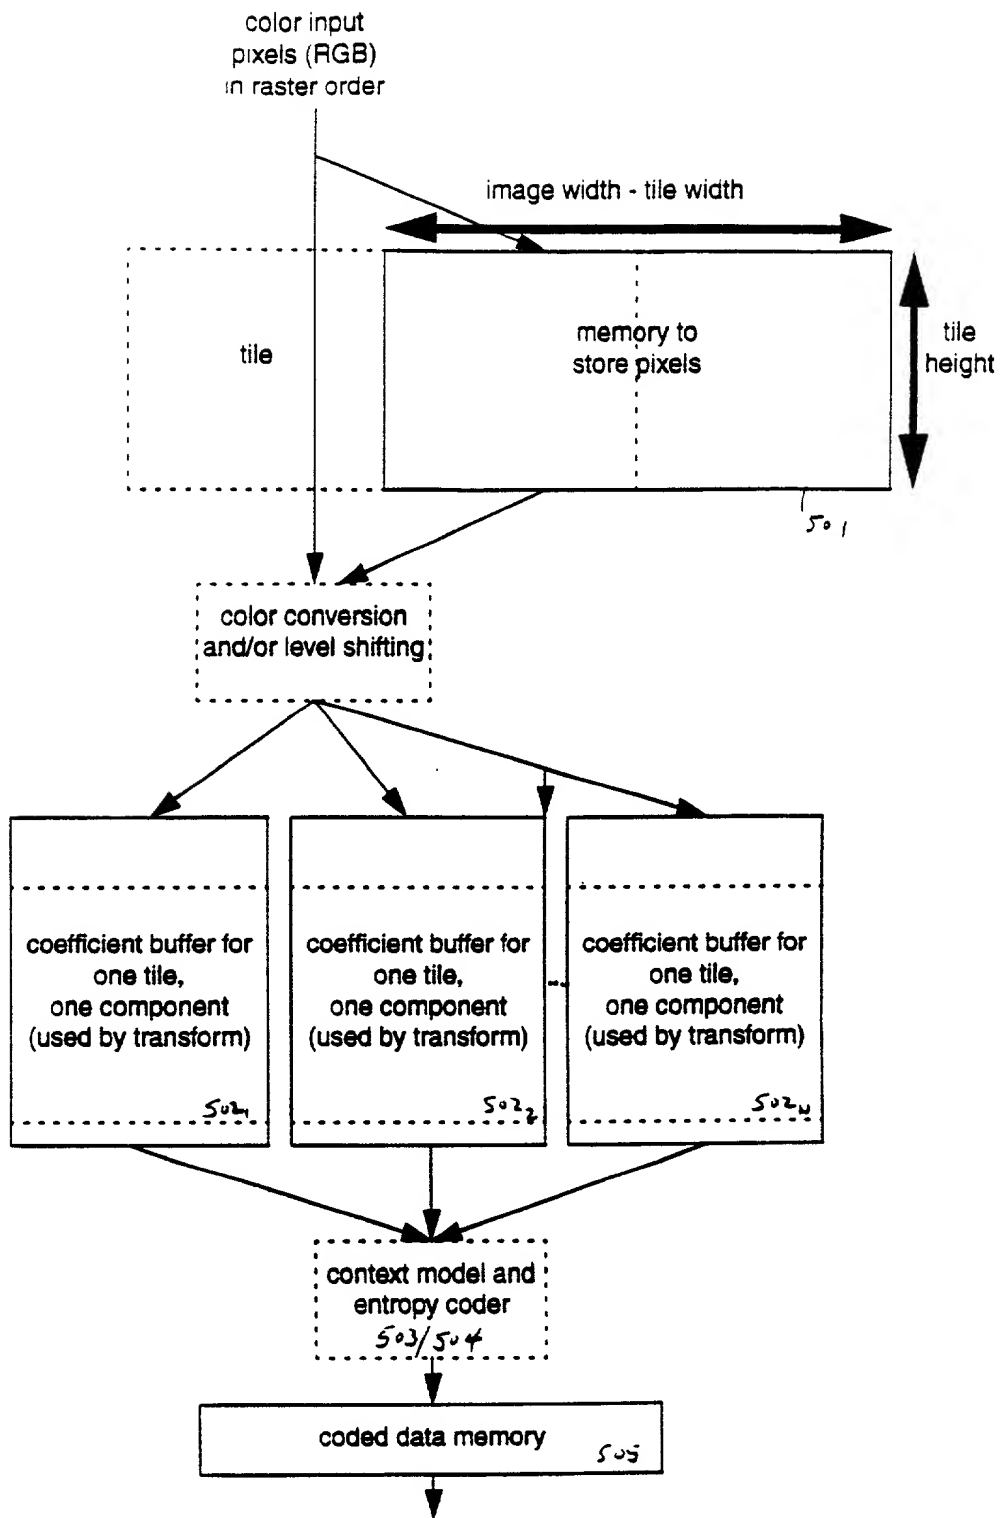 color input
pixels (RGB)
in raster order
image width - tile width
tile
memory to
store pixels
tile
height
501
color conversion
and/or level shifting
coefficient buffer for
one tile,
one component
(used by transform)
502₁
coefficient buffer for
one tile,
one component
(used by transform)
502₂
...
coefficient buffer for
one tile,
one component
(used by transform)
502N
context model and
entropy coder
503/504
coded data memory
505